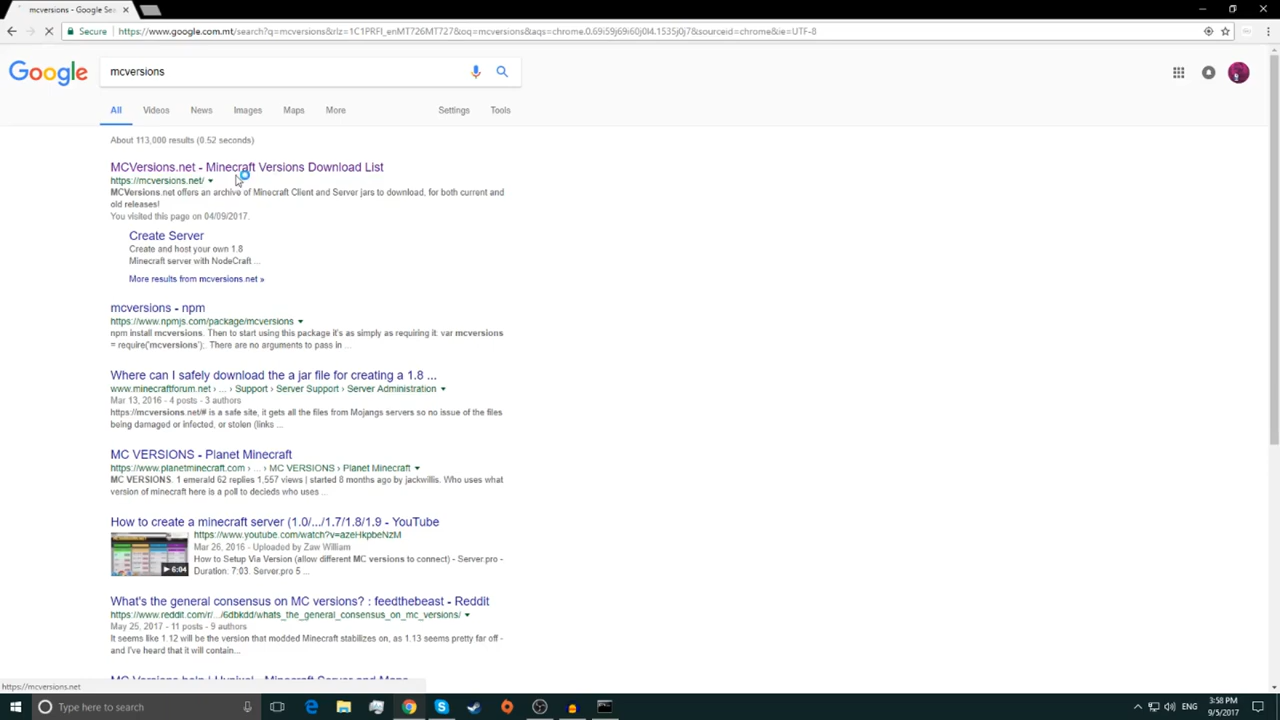 mcversions - Google Sea
Secure
https://www.google.com.mt/search?q=mcversions&rlz=1C1PRFI_enMT726MT727&oq=mcversions&aqs=chrome.0.69i59j69i60j0l4.1535j0j7&sourceid=chrome&ie=UTF-8
Google
mcversions
All Videos News Images Maps More Settings Tools
About 113,000 results (0.52 seconds)
MCVersions.net - Minecraft Versions Download List
https://mcversions.net/
MCVersions.net offers an archive of Minecraft Client and Server jars to download, for both current and
old releases!
You visited this page on 04/09/2017.
Create Server
Create and host your own 1.8
Minecraft server with NodeCraft ...
More results from mcversions.net »
mcversions - npm
https://www.npmjs.com/package/mcversions
npm install mcversions. Then to start using this package it's as simply as requiring it. var mcversions
= require('mcversions');. There are no arguments to pass in ...
Where can I safely download the a jar file for creating a 1.8 ...
www.minecraftforum.net › ... › Support › Server Support › Server Administration
Mar 13, 2016 - 4 posts - 3 authors
https://mcversions.net/# is a safe site, it gets all the files from Mojangs servers so no issue of the files
being damaged or infected, or stolen (links ...
MC VERSIONS - Planet Minecraft
https://www.planetminecraft.com › ... › MC VERSIONS › Planet Minecraft
MC VERSIONS. 1 emerald 62 replies 1,557 views | started 8 months ago by jackwillis. Who uses what
version of minecraft here is a poll to decieds who uses ...
How to create a minecraft server (1.0/.../1.7/1.8/1.9 - YouTube
https://www.youtube.com/watch?v=azeHkpbeNzM
Mar 26, 2016 - Uploaded by Zaw William
How to Setup Via Version (allow different MC versions to connect) - Server.pro -
Duration: 7:03. Server.pro 5 ...
6:04
What's the general consensus on MC versions? : feedthebeast - Reddit
https://www.reddit.com/r/.../6dbkdd/whats_the_general_consensus_on_mc_versions/
May 25, 2017 - 11 posts - 9 authors
It seems like 1.12 will be the version that modded Minecraft stabilizes on, as 1.13 seems pretty far off -
and I've heard that it will contain...
MC Versions help | Hypixel - Minecraft Server and Maps
https://mcversions.net
Type here to search
ENG
3:58 PM
9/5/2017